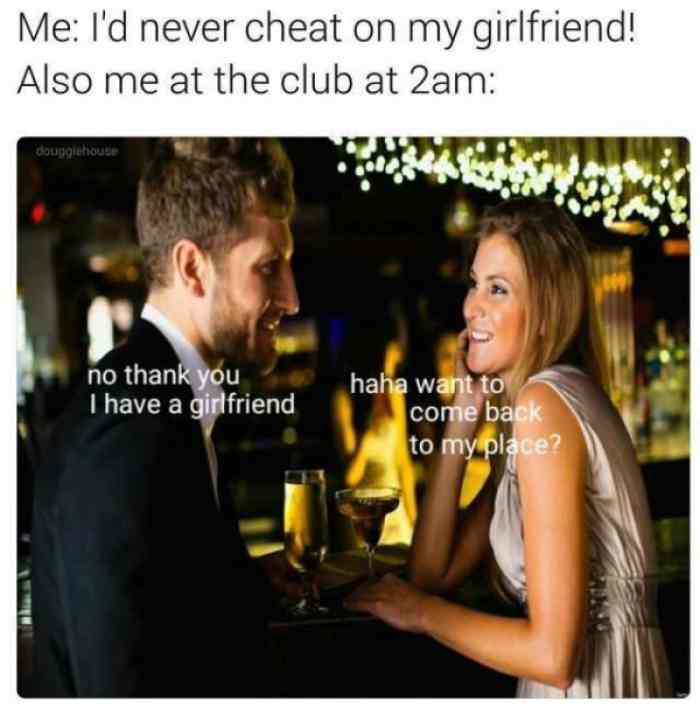 Me: I'd never cheat on my girlfriend!
Also me at the club at 2am:
douggiehouse
no thank you
I have a girlfriend
haha want to
come back
to my place?